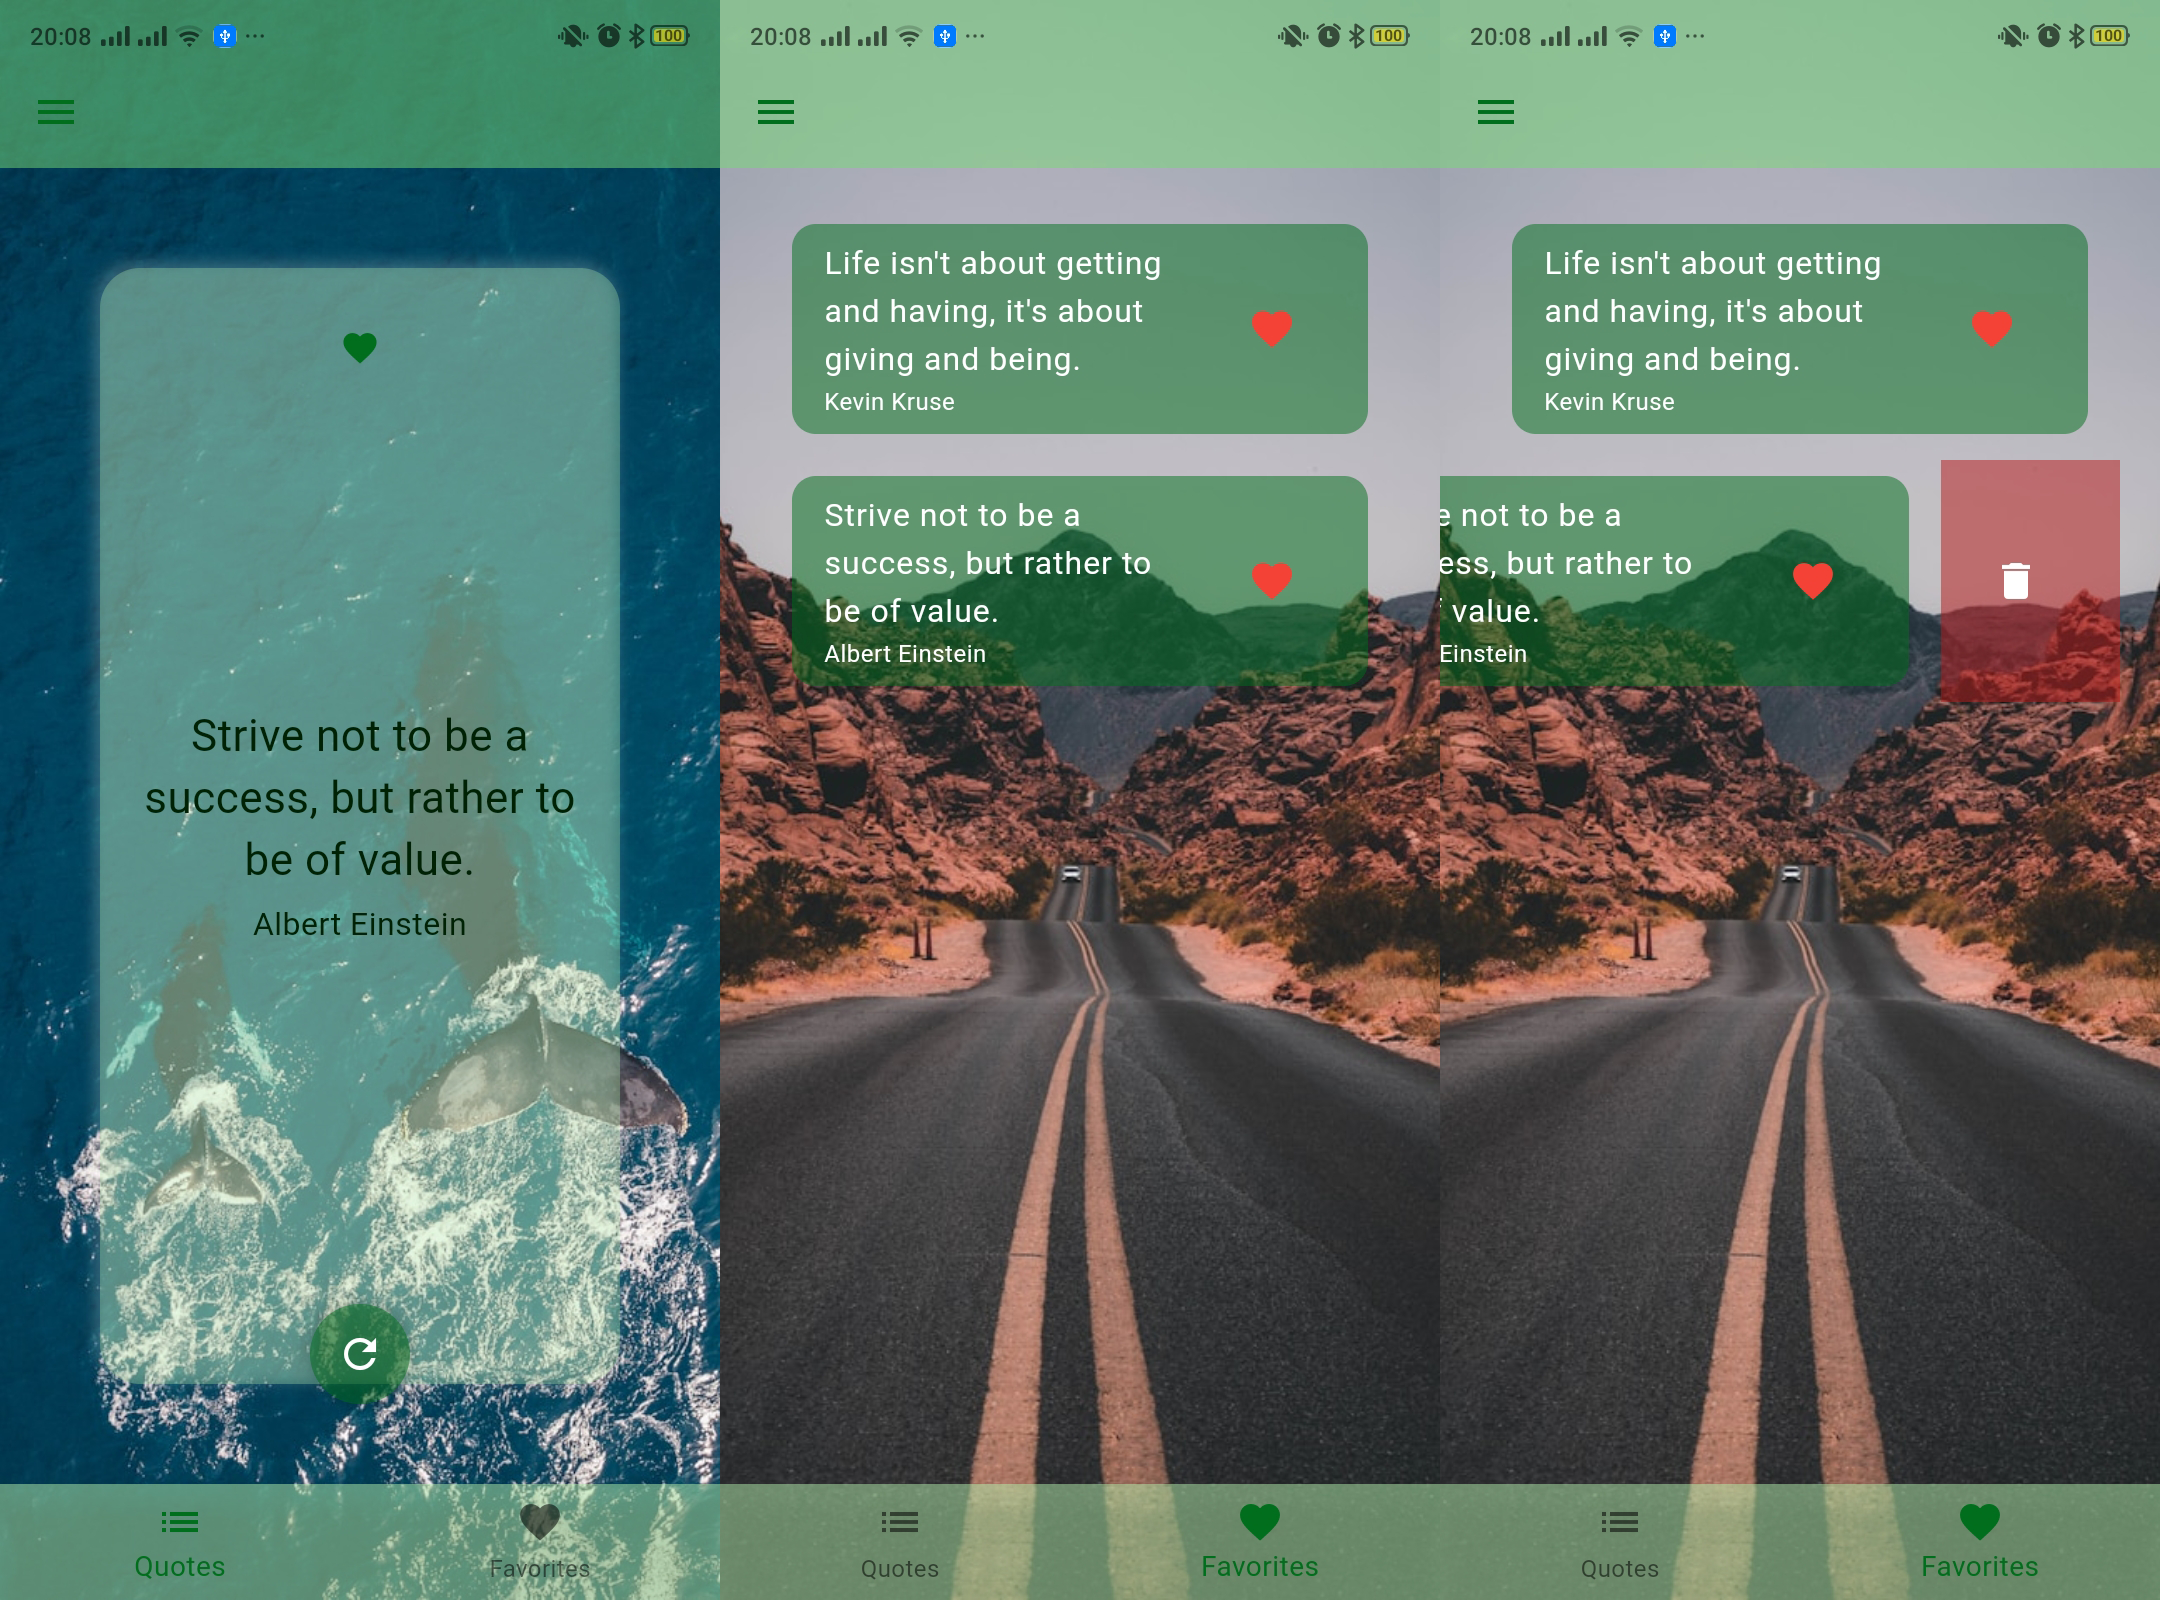 20:08
100
Strive not to be a
success, but rather to
be of value.
Albert Einstein
Quotes
Favorites
20:08
100
Life isn't about getting
and having, it's about
giving and being.
Kevin Kruse
Strive not to be a
success, but rather to
be of value.
Albert Einstein
Quotes
Favorites
20:08
100
Life isn't about getting
and having, it's about
giving and being.
Kevin Kruse
e not to be a
ess, but rather to
f value.
Einstein
Quotes
Favorites